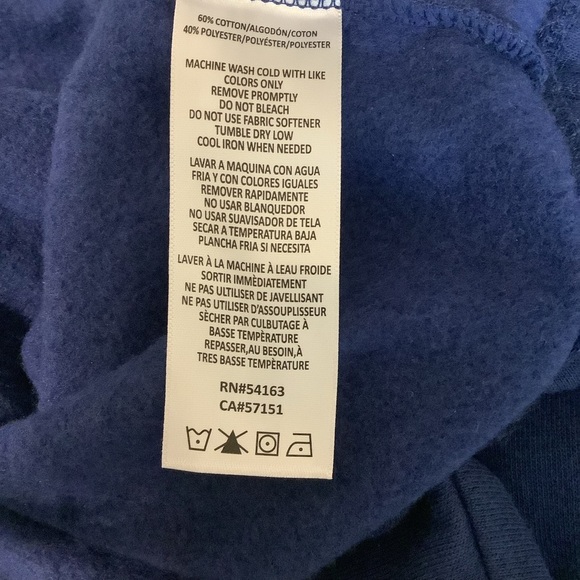 60% COTTON/ALGODÓN/COTON
40% POLYESTER/POLYÉSTER/POLYESTER
MACHINE WASH COLD WITH LIKE
COLORS ONLY
REMOVE PROMPTLY
DO NOT BLEACH
DO NOT USE FABRIC SOFTENER
TUMBLE DRY LOW
COOL IRON WHEN NEEDED
LAVAR A MAQUINA CON AGUA
FRIA Y CON COLORES IGUALES
REMOVER RAPIDAMENTE
NO USAR BLANQUEDOR
NO USAR SUAVISADOR DE TELA
SECAR A TEMPERATURA BAJA
PLANCHA FRIA SI NECESITA
LAVER À LA MACHINE À LEAU FROIDE
SORTIR IMMÈDIATEMENT
NE PAS ULTILISER DE JAVELLISANT
NE PAS UTILISER D'ASSOUPLISSEUR
SÈCHER PAR CULBUTAGE À
BASSE TEMPÈRATURE
REPASSER,AU BESOIN,À
TRES BASSE TEMPÈRATURE
RN#54163
CA#57151